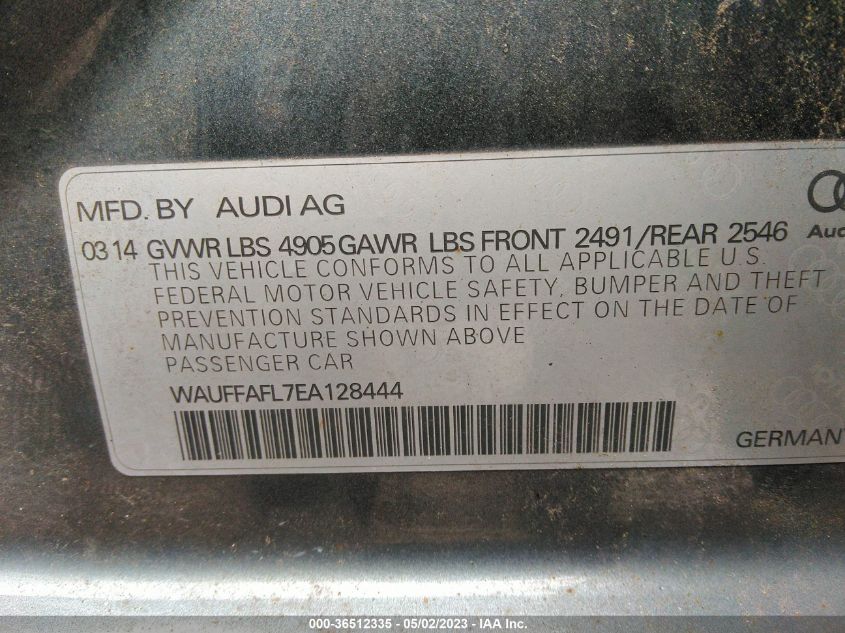 MFD. BY AUDI AG
03 14 GVWR LBS 4905 GAWR LBS FRONT 2491/REAR 2546
Aud
THIS VEHICLE CONFORMS TO ALL APPLICABLE U.S.
FEDERAL MOTOR VEHICLE SAFETY, BUMPER AND THEFT
PREVENTION STANDARDS IN EFFECT ON THE DATE OF
MANUFACTURE SHOWN ABOVE
PASSENGER CAR
WAUFFAFL7EA128444
GERMAN
000-36512335 - 05/02/2023 - IAA Inc.